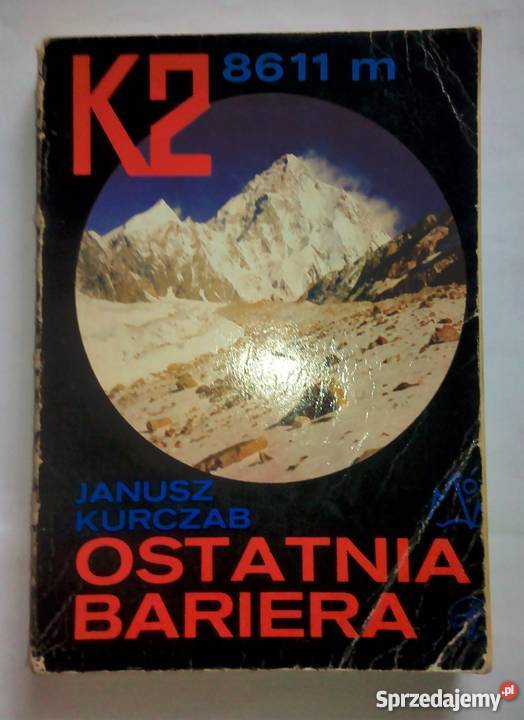 K2 8611 m
JANUSZ
KURCZAB
OSTATNIA
BARIERA
Sprzedajemy.pl